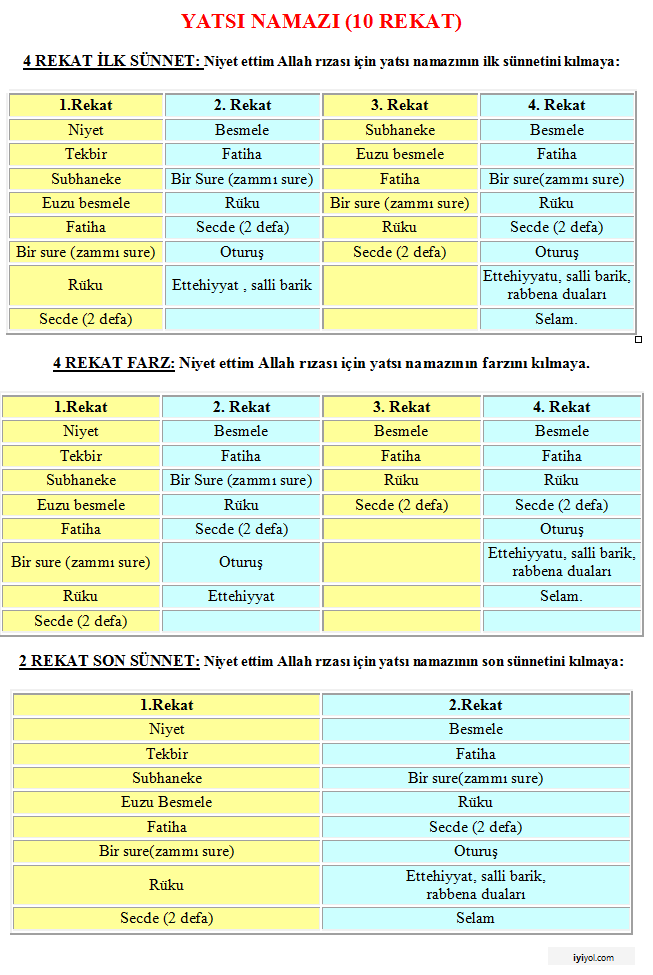 YATSI NAMAZI (10 REKAT)
4 REKAT İLK SÜNNET: Niyet ettim Allah rızası için yatsı namazının ilk sünnetini kılmaya:
1.Rekat 2. Rekat 3. Rekat 4. Rekat
Niyet Besmele Subhaneke Besmele
Tekbir Fatiha Euzu besmele Fatiha
Subhaneke Bir Sure (zammı sure) Fatiha Bir sure(zammı sure)
Euzu besmele Rüku Bir sure (zammı sure) Rüku
Fatiha Secde (2 defa) Rüku Secde (2 defa)
Bir sure (zammı sure) Oturuş Secde (2 defa) Oturuş
Rüku Ettehiyyat , salli barik Ettehiyyatu, salli barik,
rabbena duaları
Secde (2 defa) Selam.
4 REKAT FARZ: Niyet ettim Allah rızası için yatsı namazının farzını kılmaya.
1.Rekat 2. Rekat 3. Rekat 4. Rekat
Niyet Besmele Besmele Besmele
Tekbir Fatiha Fatiha Fatiha
Subhaneke Bir Sure (zammı sure) Rüku Rüku
Euzu besmele Rüku Secde (2 defa) Secde (2 defa)
Fatiha Secde (2 defa) Oturuş
Bir sure (zammı sure) Oturuş Ettehiyyatu, salli barik,
rabbena duaları
Rüku Ettehiyyat Selam.
Secde (2 defa)
2 REKAT SON SÜNNET: Niyet ettim Allah rızası için yatsı namazının son sünnetini kılmaya:
1.Rekat 2.Rekat
Niyet Besmele
Tekbir Fatiha
Subhaneke Bir sure(zammı sure)
Euzu Besmele Rüku
Fatiha Secde (2 defa)
Bir sure(zammı sure) Oturuş
Rüku Ettehiyyat, salli barik,
rabbena duaları
Secde (2 defa) Selam
iyiyol.com